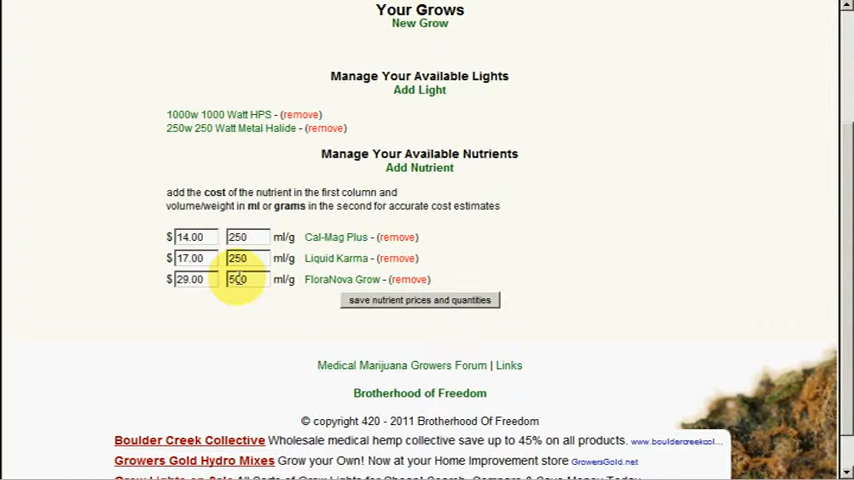 Your Grows
New Grow
Manage Your Available Lights
Add Light
1000w 1000 Watt HPS - (remove)
250w 250 Watt Metal Halide - (remove)
Manage Your Available Nutrients
Add Nutrient
add the cost of the nutrient in the first column and
volume/weight in ml or grams in the second for accurate cost estimates
$ 14.00 250 ml/g Cal-Mag Plus - (remove)
$ 17.00 250 ml/g Liquid Karma - (remove)
$ 29.00 500 ml/g FloraNova Grow - (remove)
save nutrient prices and quantities
Medical Marijuana Growers Forum | Links
Brotherhood of Freedom
© copyright 420 - 2011 Brotherhood Of Freedom
Boulder Creek Collective Wholesale medical hemp collective save up to 45% on all products. www.bouldercreekcol...
Growers Gold Hydro Mixes Grow your Own! Now at your Home Improvement store GrowersGold.net